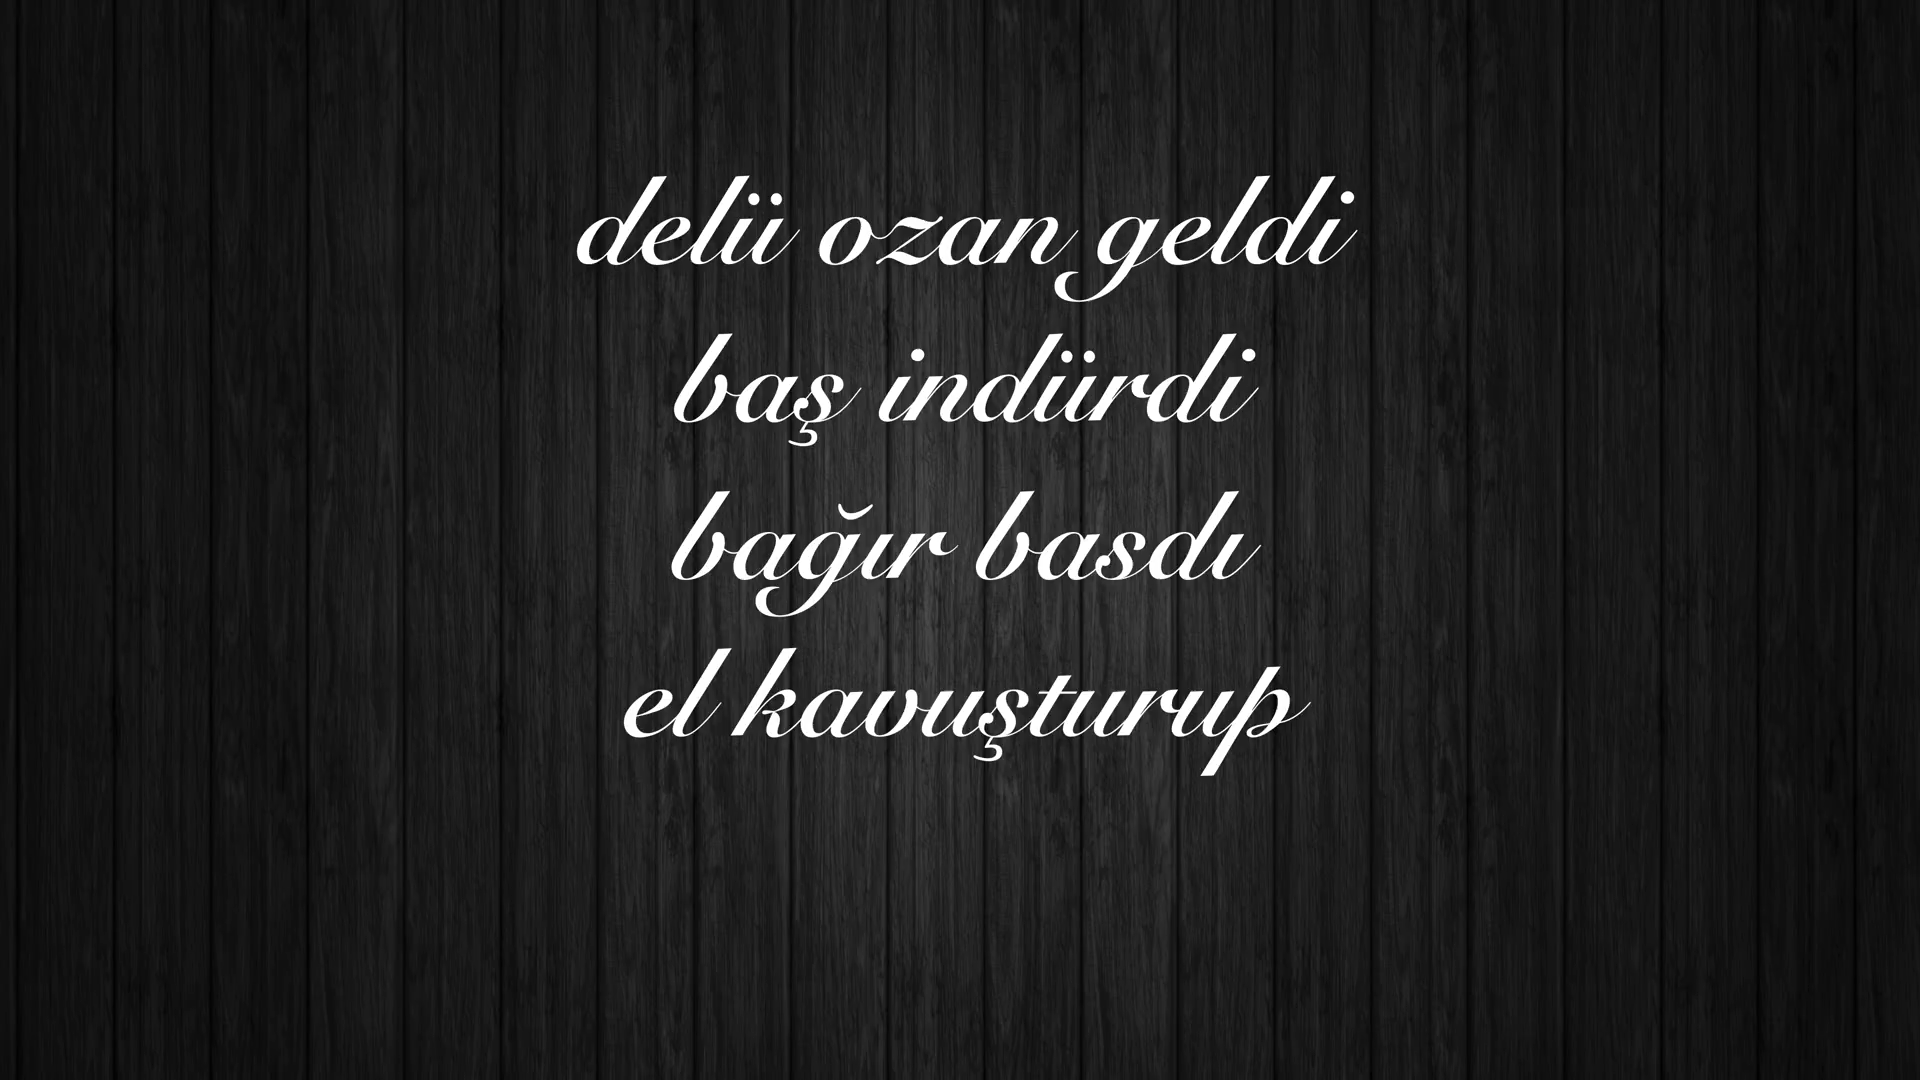 delü ozan geldi
baş indürdi
bağır basdı
el kavuşturup